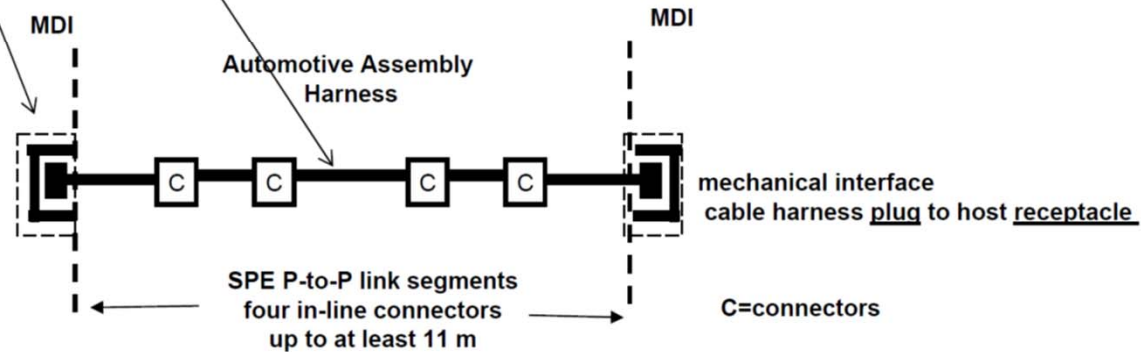 MDI
MDI
Automotive Assembly
Harness
C
C
C
C
mechanical interface
cable harness plug to host receptacle
SPE P-to-P link segments
four in-line connectors
up to at least 11 m
C=connectors